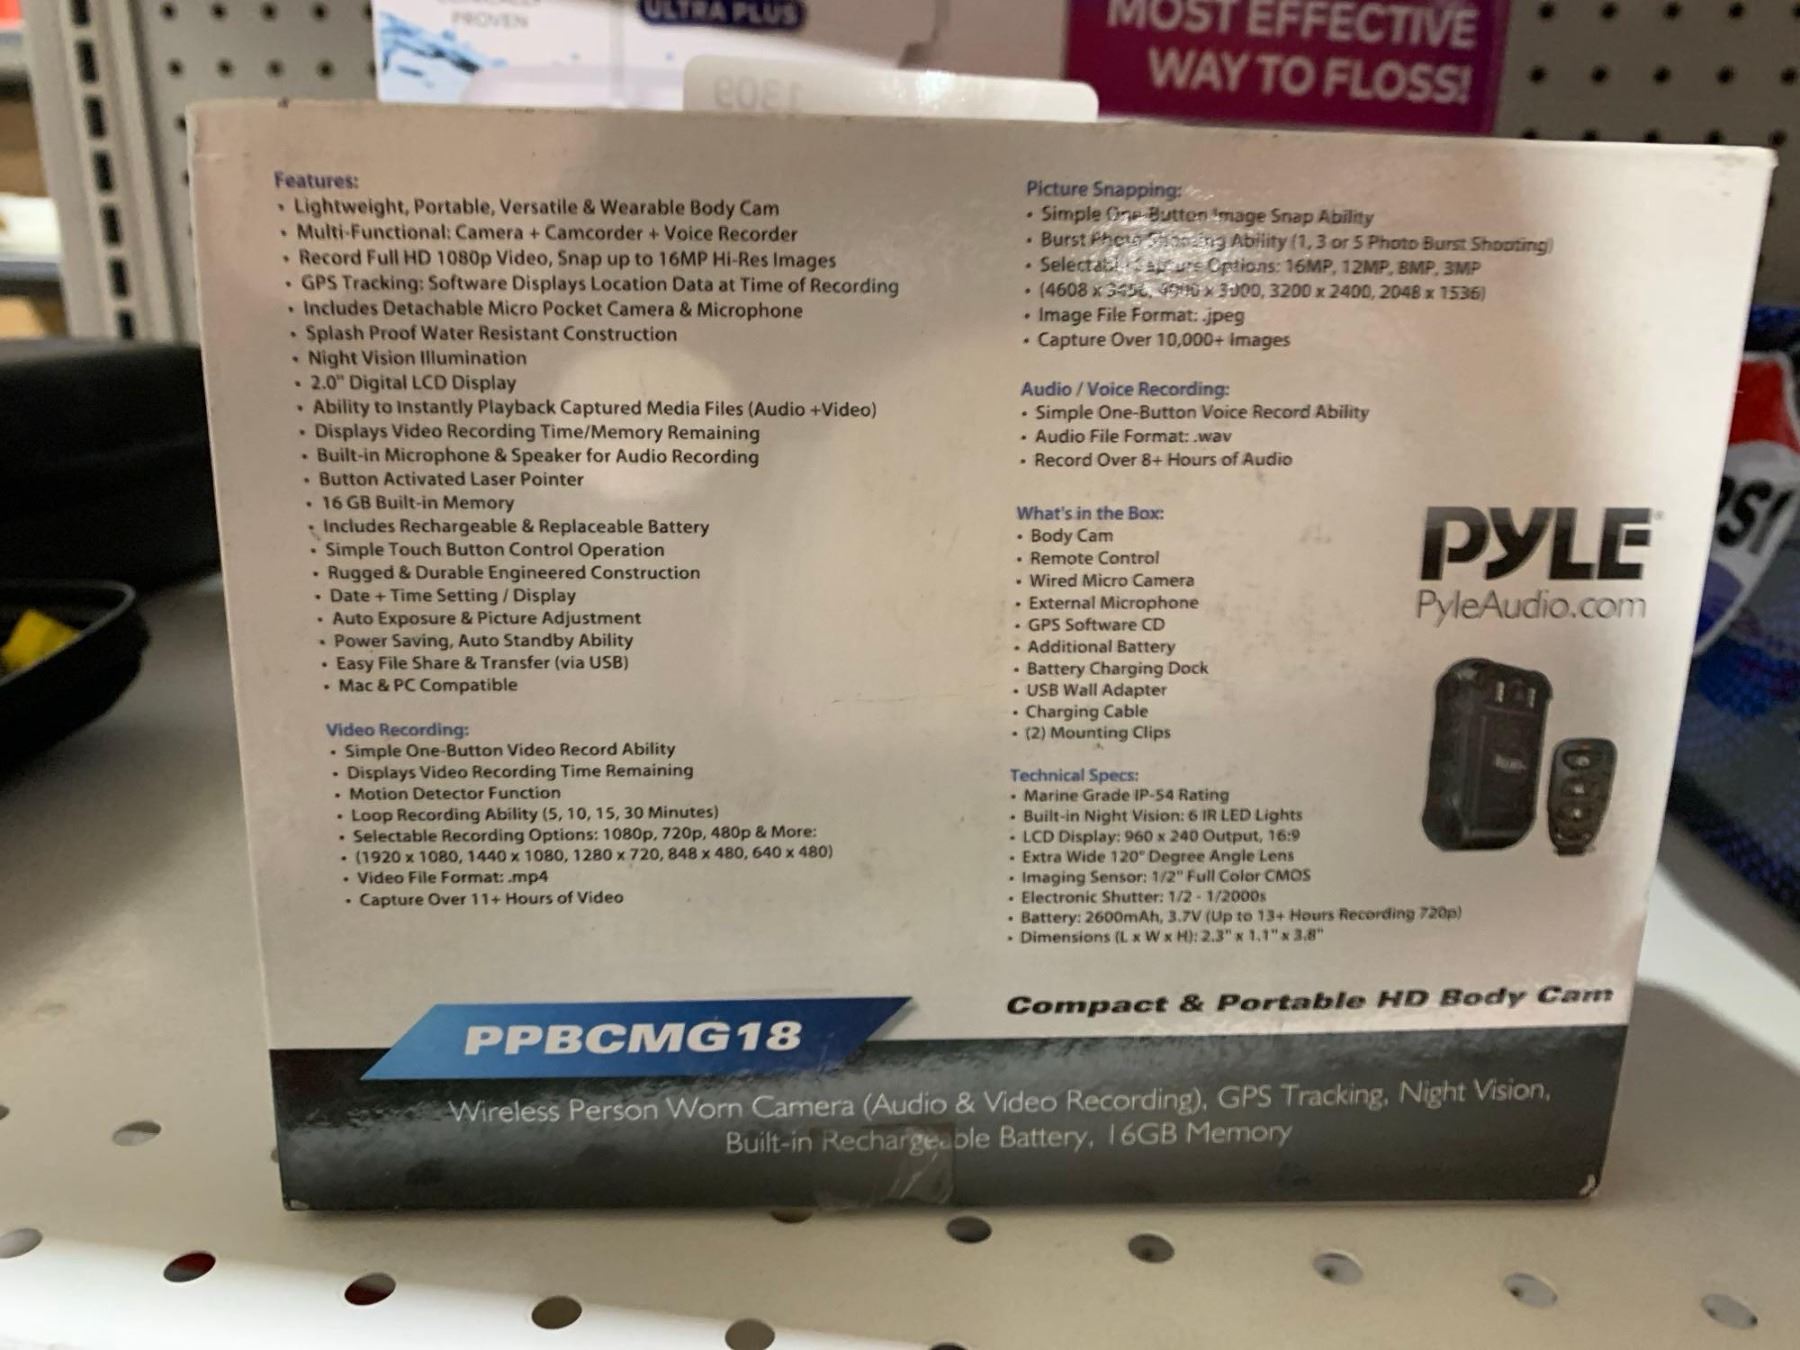 PROVEN
ULTRA PLUS
MOST EFFECTIVE
WAY TO FLOSS!
1309
Features:
• Lightweight, Portable, Versatile & Wearable Body Cam
• Multi-Functional: Camera + Camcorder + Voice Recorder
• Record Full HD 1080p Video, Snap up to 16MP Hi-Res Images
• GPS Tracking: Software Displays Location Data at Time of Recording
• Includes Detachable Micro Pocket Camera & Microphone
• Splash Proof Water Resistant Construction
• Night Vision Illumination
• 2.0" Digital LCD Display
• Ability to Instantly Playback Captured Media Files (Audio +Video)
• Displays Video Recording Time/Memory Remaining
• Built-in Microphone & Speaker for Audio Recording
• Button Activated Laser Pointer
• 16 GB Built-in Memory
• Includes Rechargeable & Replaceable Battery
• Simple Touch Button Control Operation
• Rugged & Durable Engineered Construction
• Date + Time Setting / Display
• Auto Exposure & Picture Adjustment
• Power Saving, Auto Standby Ability
• Easy File Share & Transfer (via USB)
• Mac & PC Compatible
Video Recording:
• Simple One-Button Video Record Ability
• Displays Video Recording Time Remaining
• Motion Detector Function
• Loop Recording Ability (5, 10, 15, 30 Minutes)
• Selectable Recording Options: 1080p, 720p, 480p & More:
• (1920 x 1080, 1440 x 1080, 1280 x 720, 848 x 480, 640 x 480)
• Video File Format: .mp4
• Capture Over 11+ Hours of Video
Picture Snapping:
• Simple One-Button Image Snap Ability
• Burst Photo Shooting Ability (1, 3 or 5 Photo Burst Shooting)
• Selectable Capture Options: 16MP, 12MP, 8MP, 3MP
• (4608 x 3456, 4000 x 3000, 3200 x 2400, 2048 x 1536)
• Image File Format: .jpeg
• Capture Over 10,000+ Images
Audio / Voice Recording:
• Simple One-Button Voice Record Ability
• Audio File Format: .wav
• Record Over 8+ Hours of Audio
What's in the Box:
• Body Cam
• Remote Control
• Wired Micro Camera
• External Microphone
• GPS Software CD
• Additional Battery
• Battery Charging Dock
• USB Wall Adapter
• Charging Cable
• (2) Mounting Clips
Technical Specs:
• Marine Grade IP-54 Rating
• Built-in Night Vision: 6 IR LED Lights
• LCD Display: 960 x 240 Output, 16:9
• Extra Wide 120° Degree Angle Lens
• Imaging Sensor: 1/2" Full Color CMOS
• Electronic Shutter: 1/2 - 1/2000s
• Battery: 2600mAh, 3.7V (Up to 13+ Hours Recording 720p)
• Dimensions (L x W x H): 2.3" x 1.1" x 3.8"
PYLE®
PyleAudio.com
Compact & Portable HD Body Cam
PPBCMG18
Wireless Person Worn Camera (Audio & Video Recording), GPS Tracking, Night Vision,
Built-in Rechargeable Battery, 16GB Memory